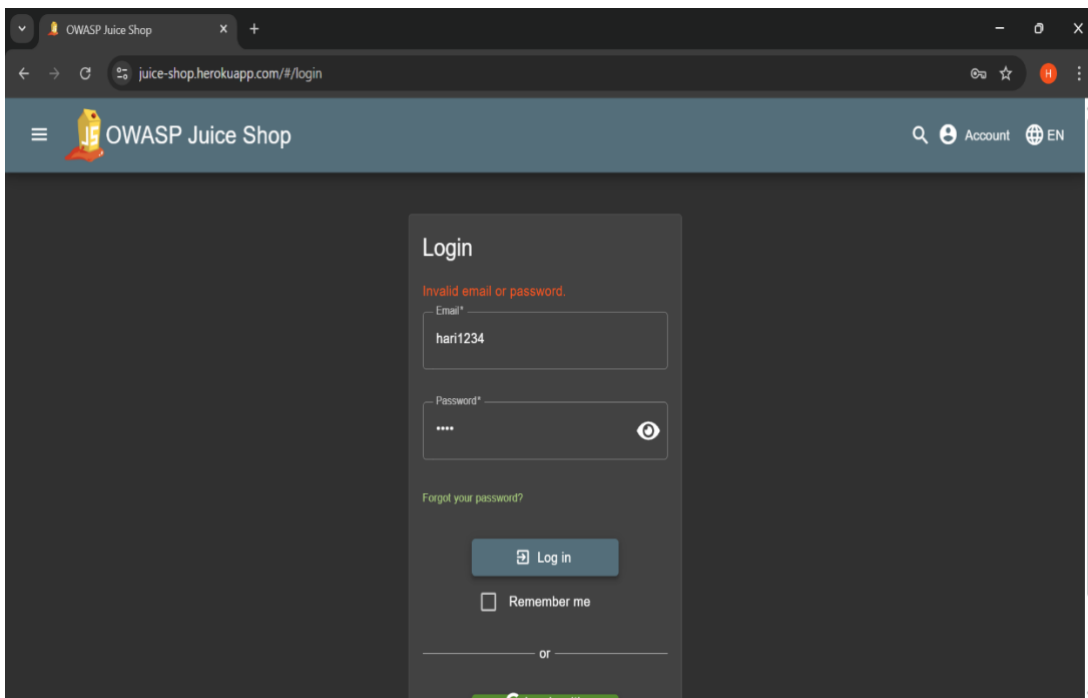 OWASP Juice Shop
juice-shop.herokuapp.com/#/login
H
JS
OWASP Juice Shop
Account
EN
Login
Invalid email or password.
Email*
hari1234
Password*
••••
Forgot your password?
Log in
Remember me
or